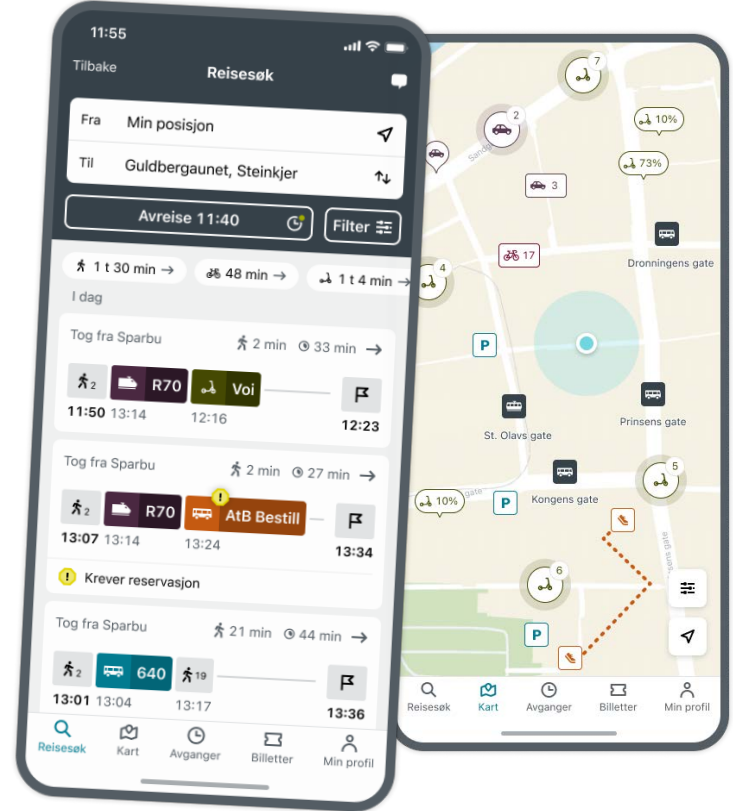 11:55
Tilbake
Reisesøk
Fra Min posisjon
Til Guldbergaunet, Steinkjer
Avreise 11:40
Filter
1 t 30 min →
48 min →
1 t 4 min →
I dag
Tog fra Sparbu 2 min 33 min →
2 R70 Voi
11:50 13:14 12:16 12:23
Tog fra Sparbu 2 min 27 min →
2 R70 ! AtB Bestill
13:07 13:14 13:24 13:34
! Krever reservasjon
Tog fra Sparbu 21 min 44 min →
2 640 19
13:01 13:04 13:17 13:36
Reisesøk Kart Avganger Billetter Min profil
7
2
10%
Sandg
73%
3
Dronningens gate
17
4
P
Prinsens gate
St. Olavs gate
5
Kongens gate
10%
gate
P
sens gate
6
P
Reisesøk Kart Avganger Billetter Min profil